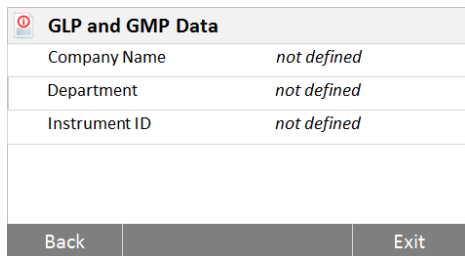 GLP and GMP Data
Company Name not defined
Department not defined
Instrument ID not defined
Back Exit